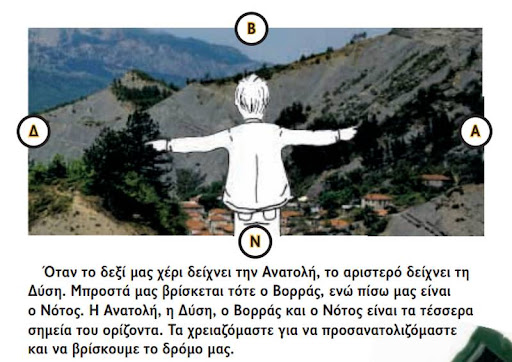 Β
Δ
Α
Ν
Όταν το δεξί μας χέρι δείχνει την Ανατολή, το αριστερό δείχνει τη
Δύση. Μπροστά μας βρίσκεται τότε ο Βορράς, ενώ πίσω μας είναι
ο Νότος. Η Ανατολή, η Δύση, ο Βορράς και ο Νότος είναι τα τέσσερα
σημεία του ορίζοντα. Τα χρειαζόμαστε για να προσανατολιζόμαστε
και να βρίσκουμε το δρόμο μας.